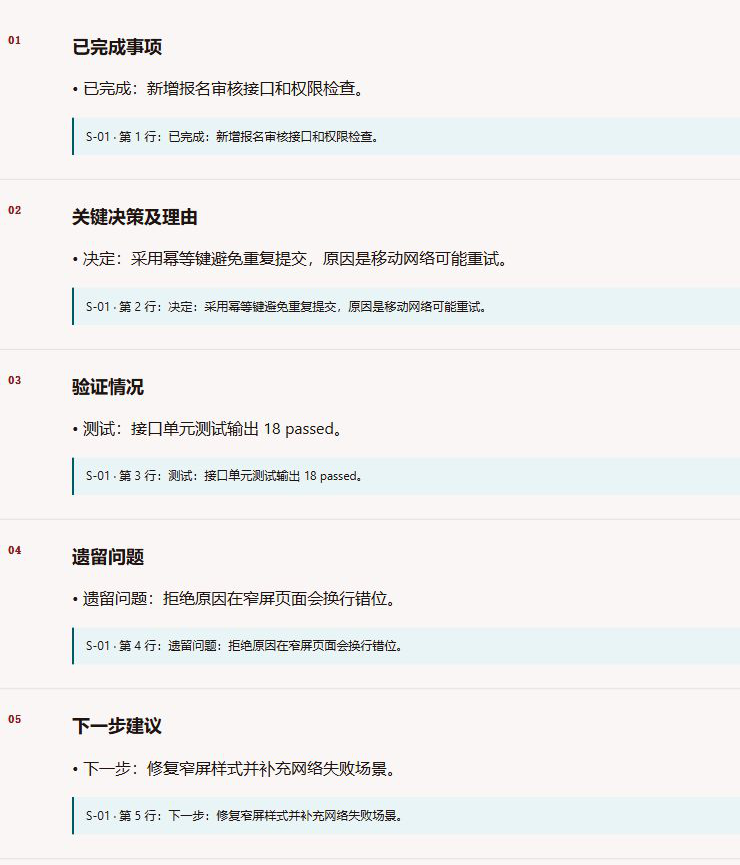 01
已完成事项
• 已完成：新增报名审核接口和权限检查。
S-01 · 第 1 行：已完成：新增报名审核接口和权限检查。
02
关键决策及理由
• 决定：采用幂等键避免重复提交，原因是移动网络可能重试。
S-01 · 第 2 行：决定：采用幂等键避免重复提交，原因是移动网络可能重试。
03
验证情况
• 测试：接口单元测试输出 18 passed。
S-01 · 第 3 行：测试：接口单元测试输出 18 passed。
04
遗留问题
• 遗留问题：拒绝原因在窄屏页面会换行错位。
S-01 · 第 4 行：遗留问题：拒绝原因在窄屏页面会换行错位。
05
下一步建议
• 下一步：修复窄屏样式并补充网络失败场景。
S-01 · 第 5 行：下一步：修复窄屏样式并补充网络失败场景。